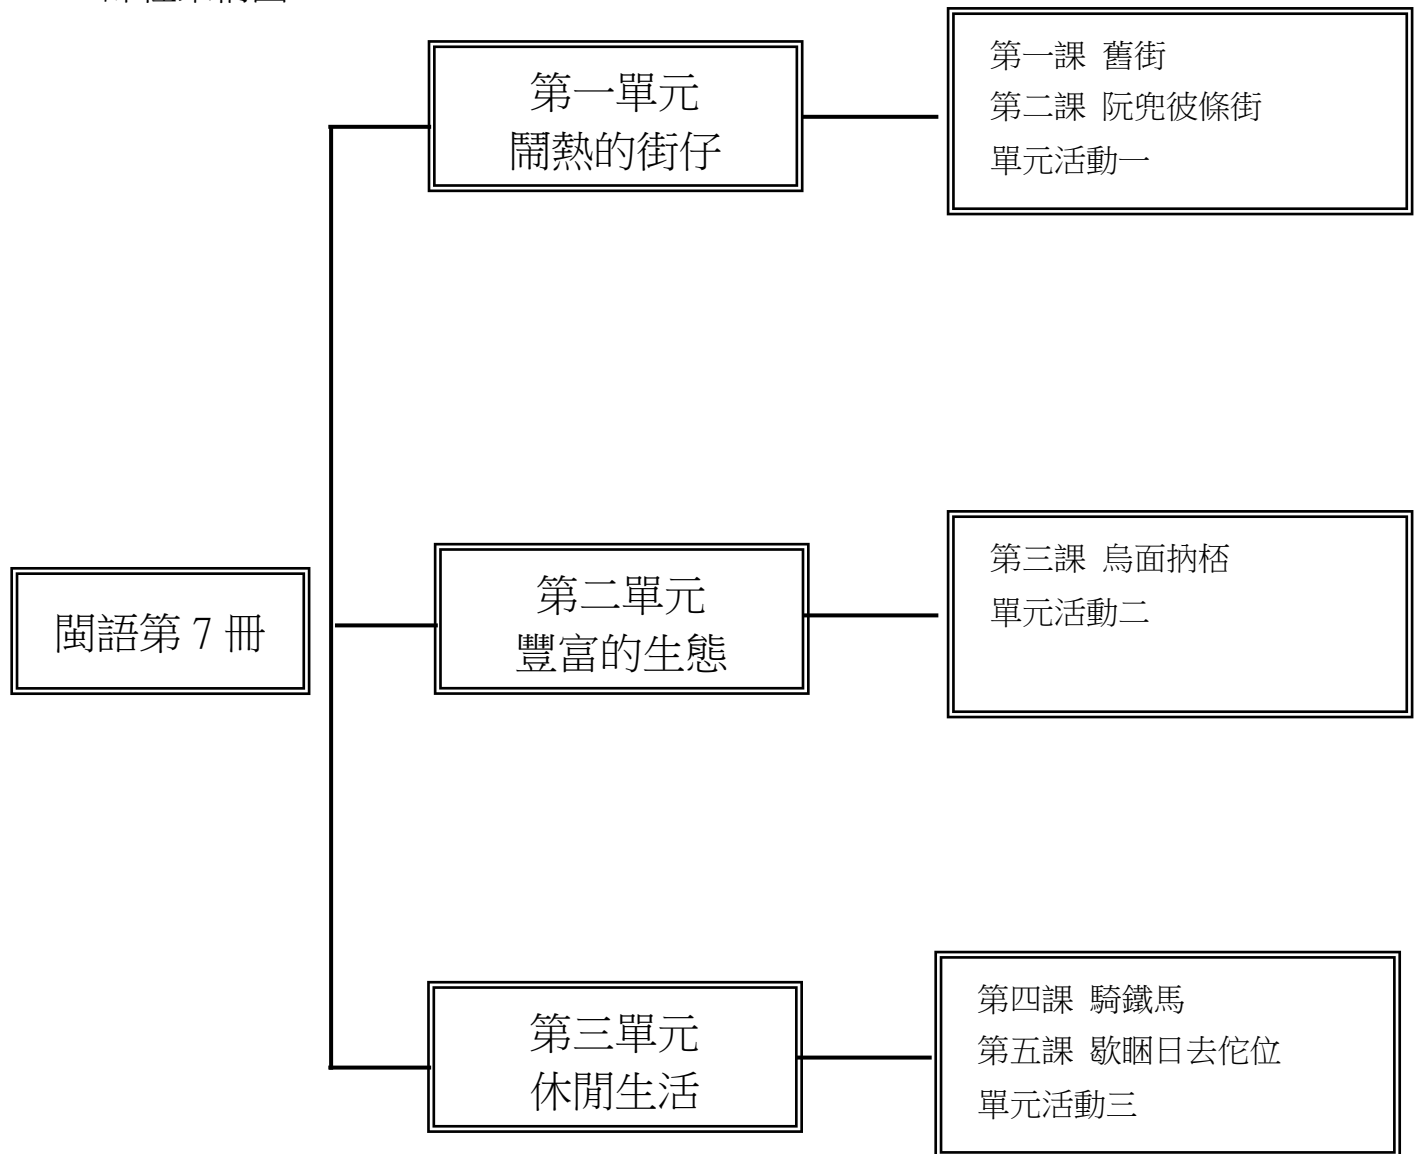 第一單元
鬧熱的街仔
第一課 舊街
第二課 阮兜彼條街
單元活動一
閩語第 7 冊
第二單元
豐富的生態
第三課 烏面抐桮
單元活動二
第三單元
休閒生活
第四課 騎鐵馬
第五課 歇睏日去佗位
單元活動三